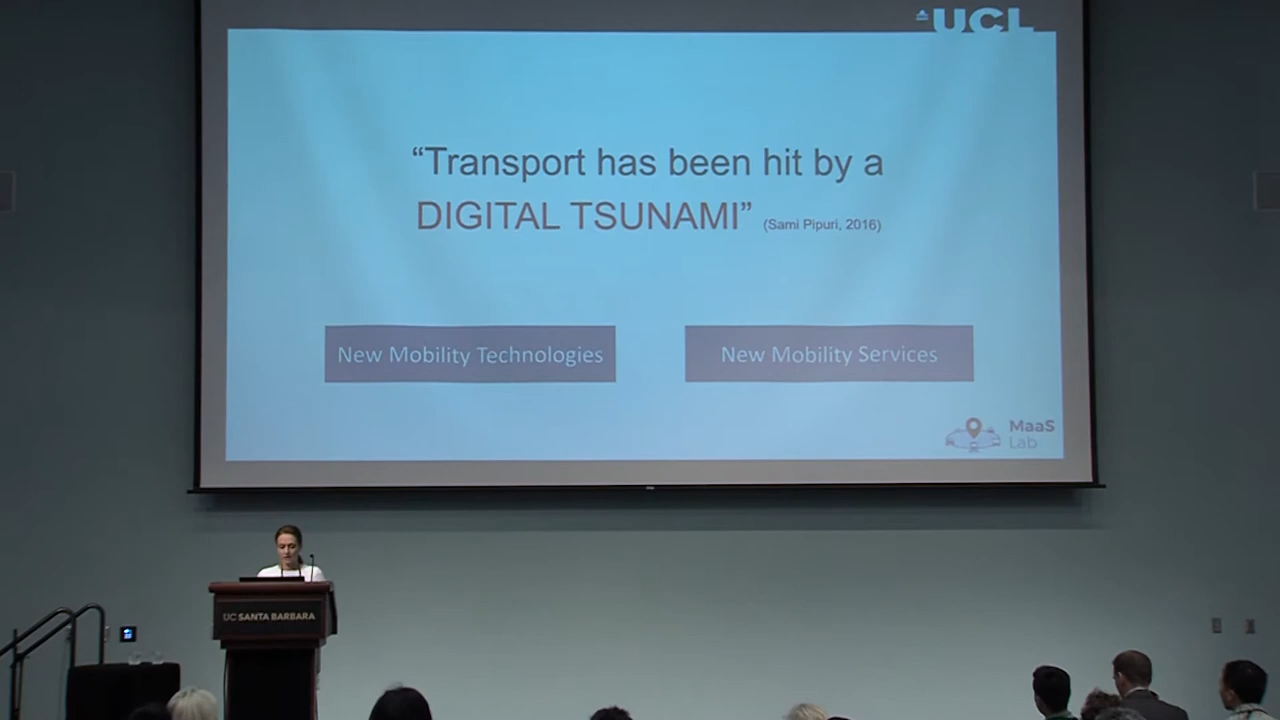 UCL
“Transport has been hit by a
DIGITAL TSUNAMI” (Sami Pipuri, 2016)
New Mobility Technologies
New Mobility Services
MaaS
Lab
UC SANTA BARBARA